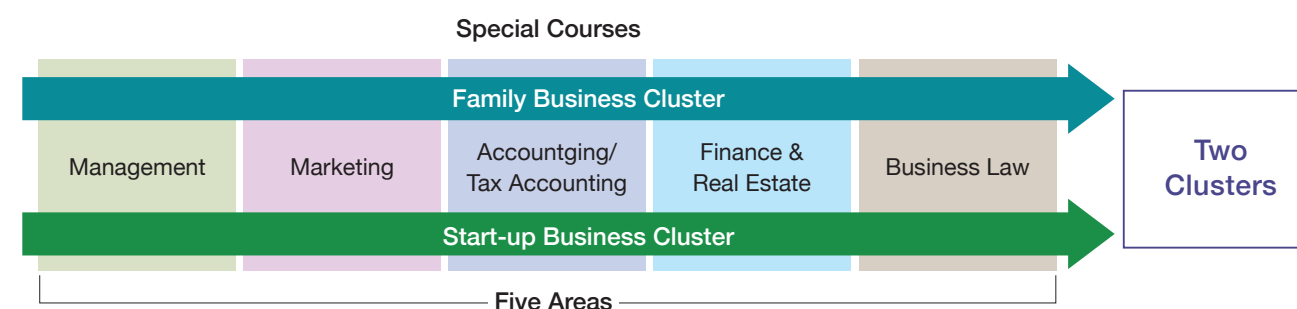 Special Courses
Family Business Cluster
Management
Marketing
Accountging/
Tax Accounting
Finance &
Real Estate
Business Law
Two
Clusters
Start-up Business Cluster
Five Areas